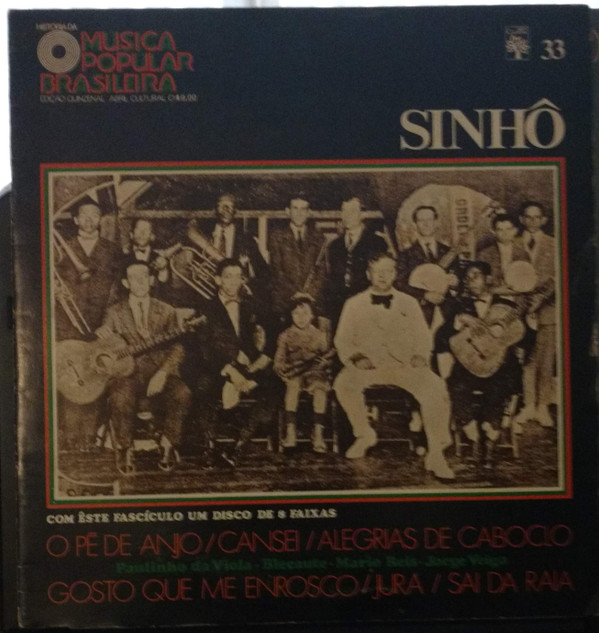 HISTÓRIA DA
MUSICA
POPULAR
BRASILEIRA
EDIÇÃO QUINZENAL ABRIL CULTURAL
33
SINHÔ
COM ÊSTE FASCÍCULO UM DISCO DE 8 FAIXAS
O PÉ DE ANJO / CANSEI / ALEGRIAS DE CABOCLO
Paulinho da Viola - Blecaute - Mario Reis - Jorge Veiga
GOSTO QUE ME ENROSCO / JURA / SAI DA RAIA